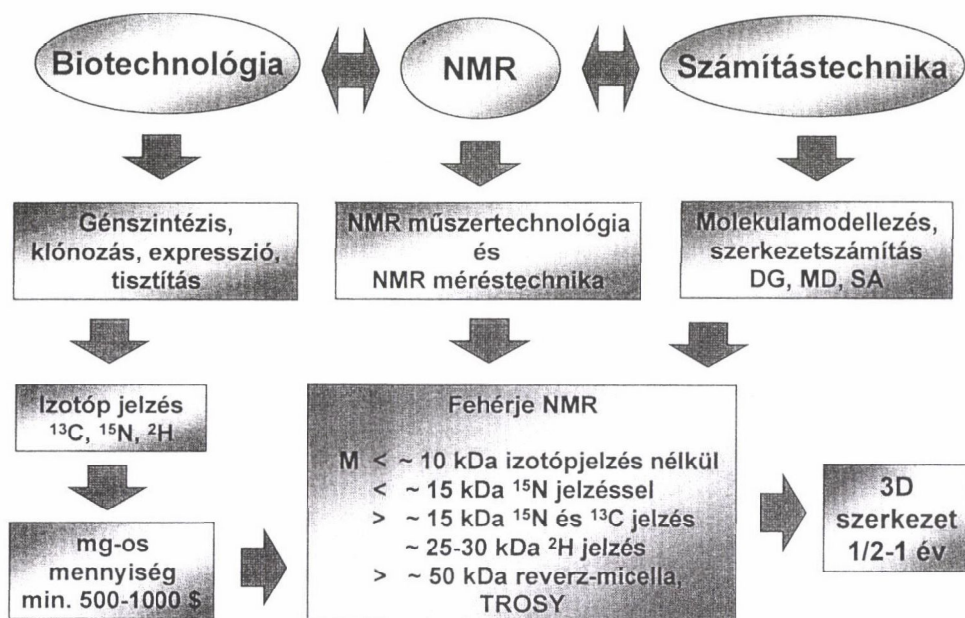 Biotechnológia
NMR
Számítástechnika
Génszintézis,
klónozás, expresszió,
tisztítás
NMR műszertechnológia
és
NMR méréstechnika
Molekulamodellezés,
szerkezetszámítás
DG, MD, SA
Izotóp jelzés
¹³C, ¹⁵N, ²H
mg-os
mennyiség
min. 500-1000 $
Fehérje NMR
M < ~ 10 kDa izotópjelzés nélkül
< ~ 15 kDa ¹⁵N jelzéssel
> ~ 15 kDa ¹⁵N és ¹³C jelzés
~ 25-30 kDa ²H jelzés
> ~ 50 kDa reverz-micella,
TROSY
3D
szerkezet
1/2-1 év